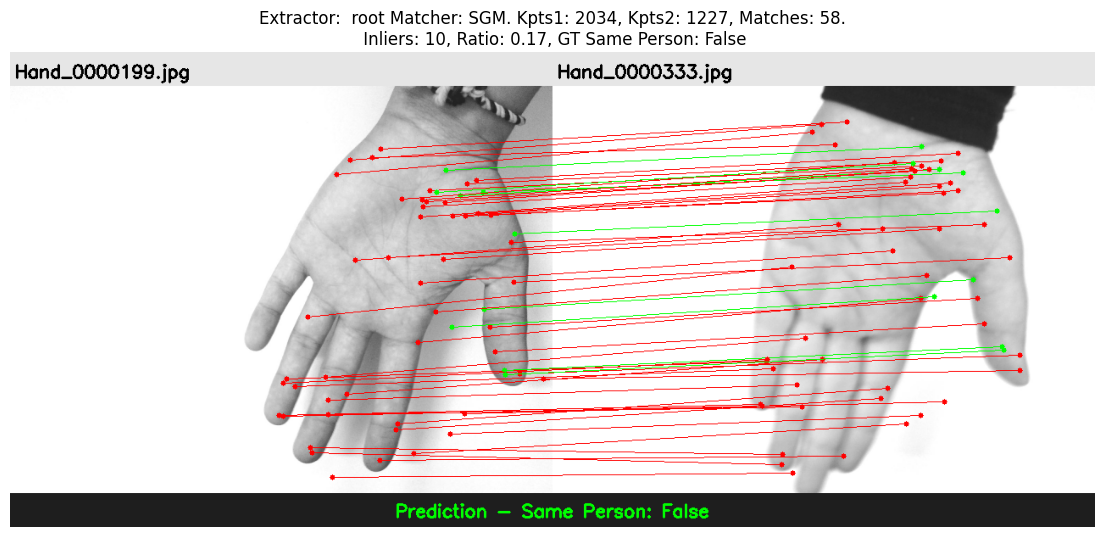 Extractor:  root Matcher: SGM. Kpts1: 2034, Kpts2: 1227, Matches: 58.
Inliers: 10, Ratio: 0.17, GT Same Person: False
Hand_0000199.jpg
Hand_0000333.jpg
Prediction - Same Person: False